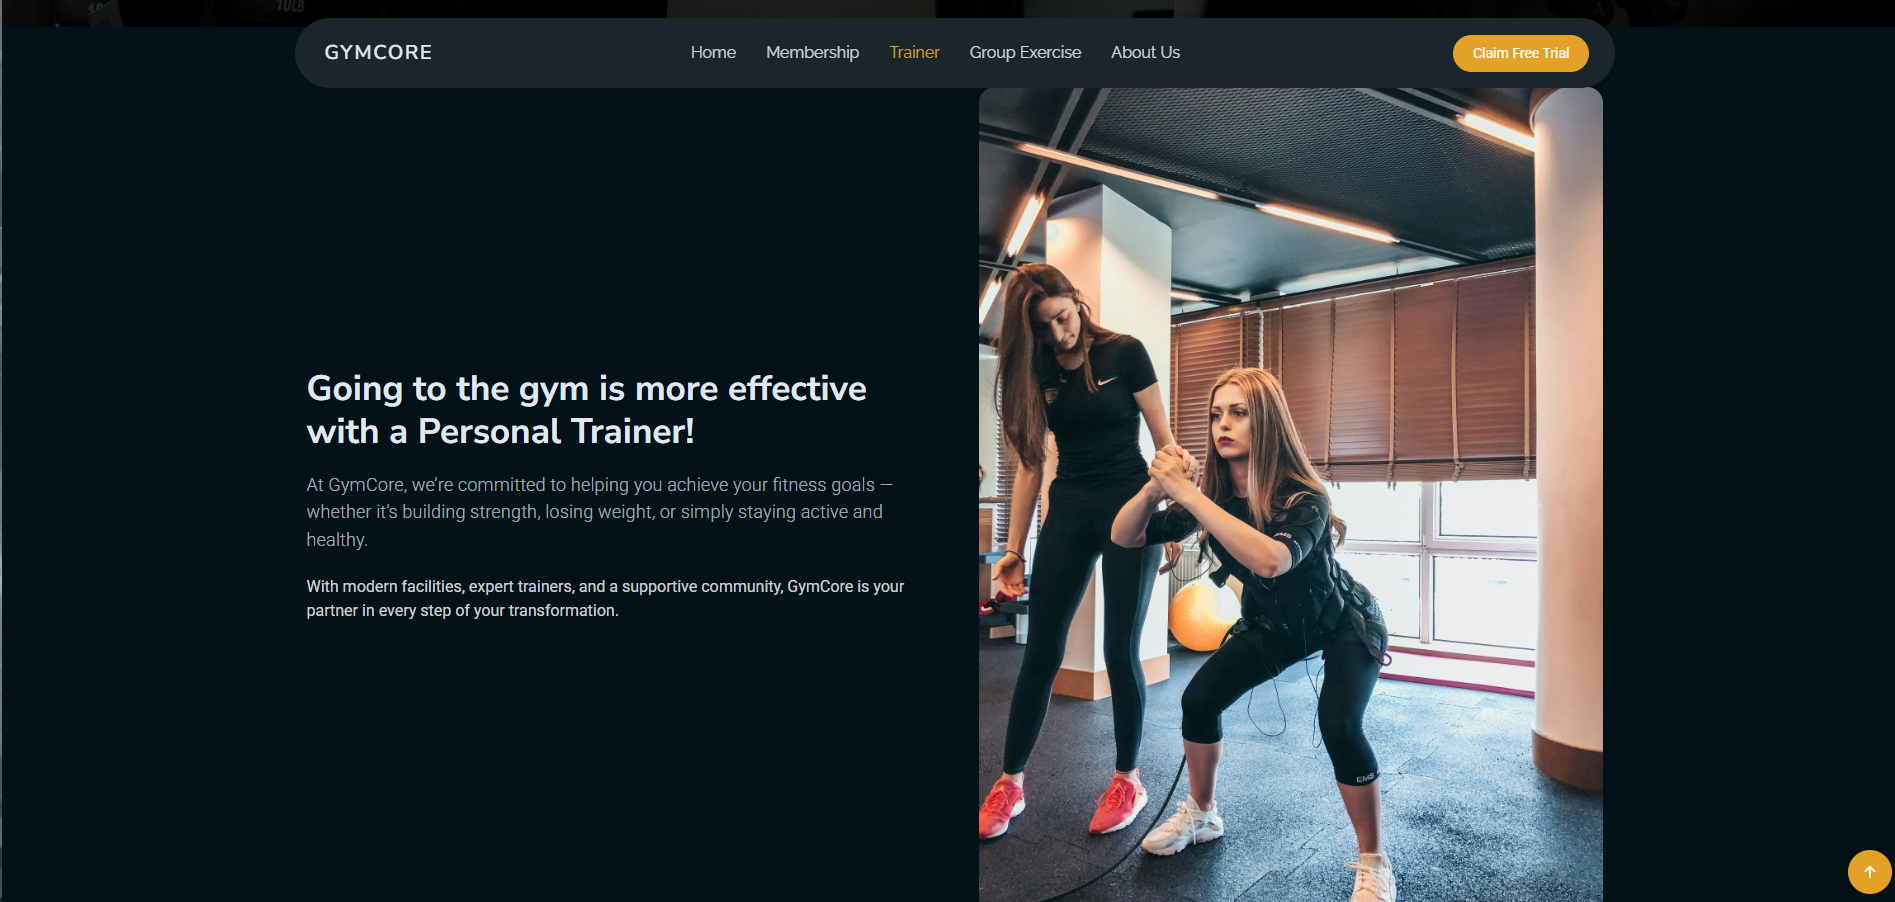 10LB
GYMCORE
Home Membership Trainer Group Exercise About Us
Claim Free Trial
Going to the gym is more effective
with a Personal Trainer!
At GymCore, we're committed to helping you achieve your fitness goals —
whether it's building strength, losing weight, or simply staying active and
healthy.
With modern facilities, expert trainers, and a supportive community, GymCore is your
partner in every step of your transformation.
EMS
EMS